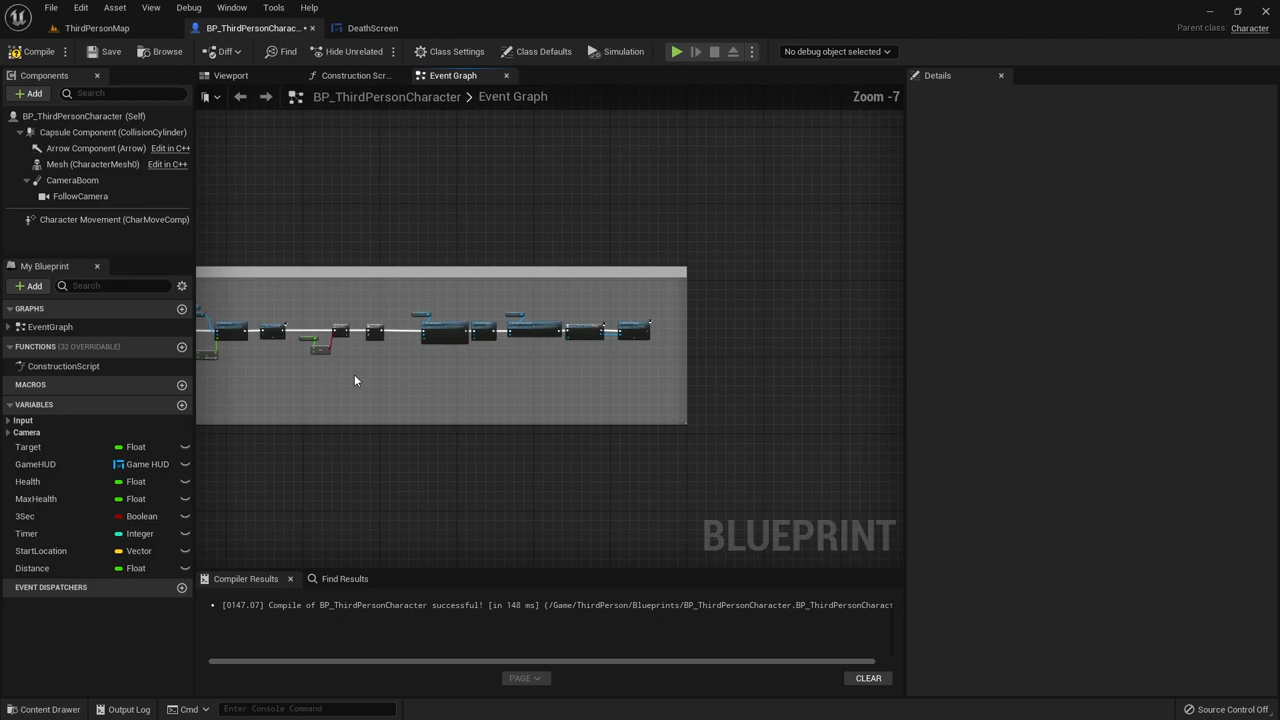 File Edit Asset View Debug Window Tools Help
ThirdPersonMap BP_ThirdPersonCharac... • × DeathScreen Parent class: Character
Compile Save Browse Diff Find Hide Unrelated Class Settings Class Defaults Simulation No debug object selected
Components × Viewport Construction Scr... Event Graph × Details ×
Add Search BP_ThirdPersonCharacter > Event Graph Zoom -7
BP_ThirdPersonCharacter (Self)
Capsule Component (CollisionCylinder)
Arrow Component (Arrow) Edit in C++
Mesh (CharacterMesh0) Edit in C++
CameraBoom
FollowCamera
Character Movement (CharMoveComp)
My Blueprint ×
Add Search
GRAPHS
EventGraph
FUNCTIONS (32 OVERRIDABLE)
ConstructionScript
MACROS
VARIABLES
Input
Camera
Target Float
GameHUD Game HUD
Health Float
MaxHealth Float
3Sec Boolean
Timer Integer
StartLocation Vector
Distance Float
EVENT DISPATCHERS
BLUEPRINT
Compiler Results × Find Results
[0147.07] Compile of BP_ThirdPersonCharacter successful! [in 148 ms] (/Game/ThirdPerson/Blueprints/BP_ThirdPersonCharacter.BP_ThirdPersonCharact
PAGE CLEAR
Content Drawer Output Log Cmd Enter Console Command Source Control Off